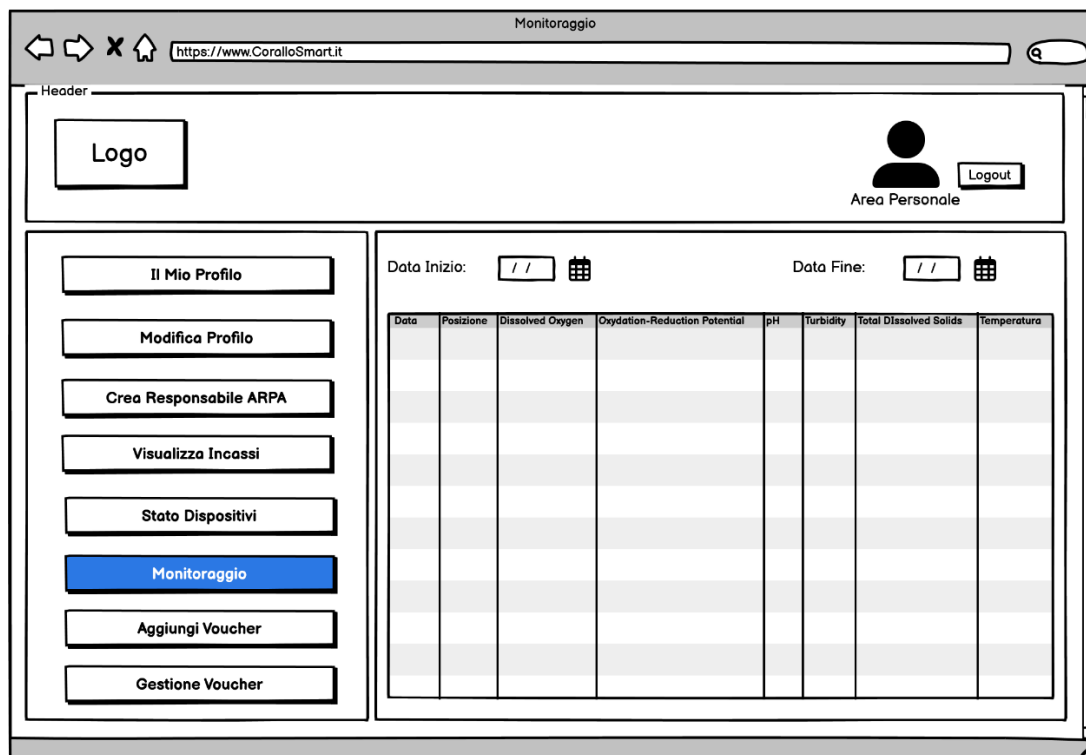 Monitoraggio
https://www.CoralloSmart.it
Header
Logo
Logout
Area Personale
Il Mio Profilo
Modifica Profilo
Crea Responsabile ARPA
Visualizza Incassi
Stato Dispositivi
Monitoraggio
Aggiungi Voucher
Gestione Voucher
Data Inizio: / / Data Fine: / /
Data Posizione Dissolved Oxygen Oxydation-Reduction Potential pH Turbidity Total DIssolved Solids Temperatura